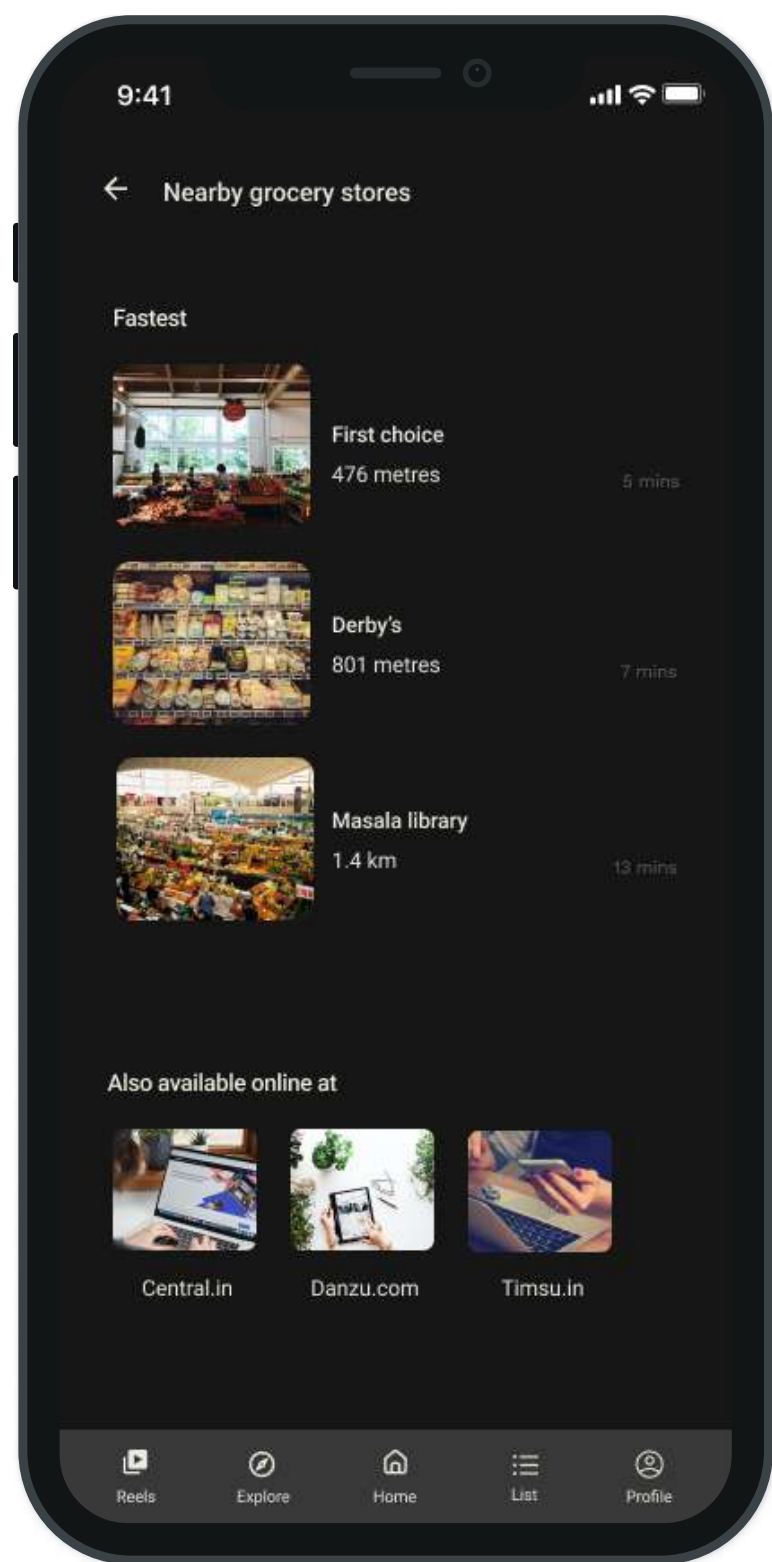 9:41
Nearby grocery stores
Fastest
First choice
476 metres
5 mins
Derby's
801 metres
7 mins
Masala library
1.4 km
13 mins
Also available online at
Central.in
Danzu.com
Timsu.in
Reels
Explore
Home
List
Profile